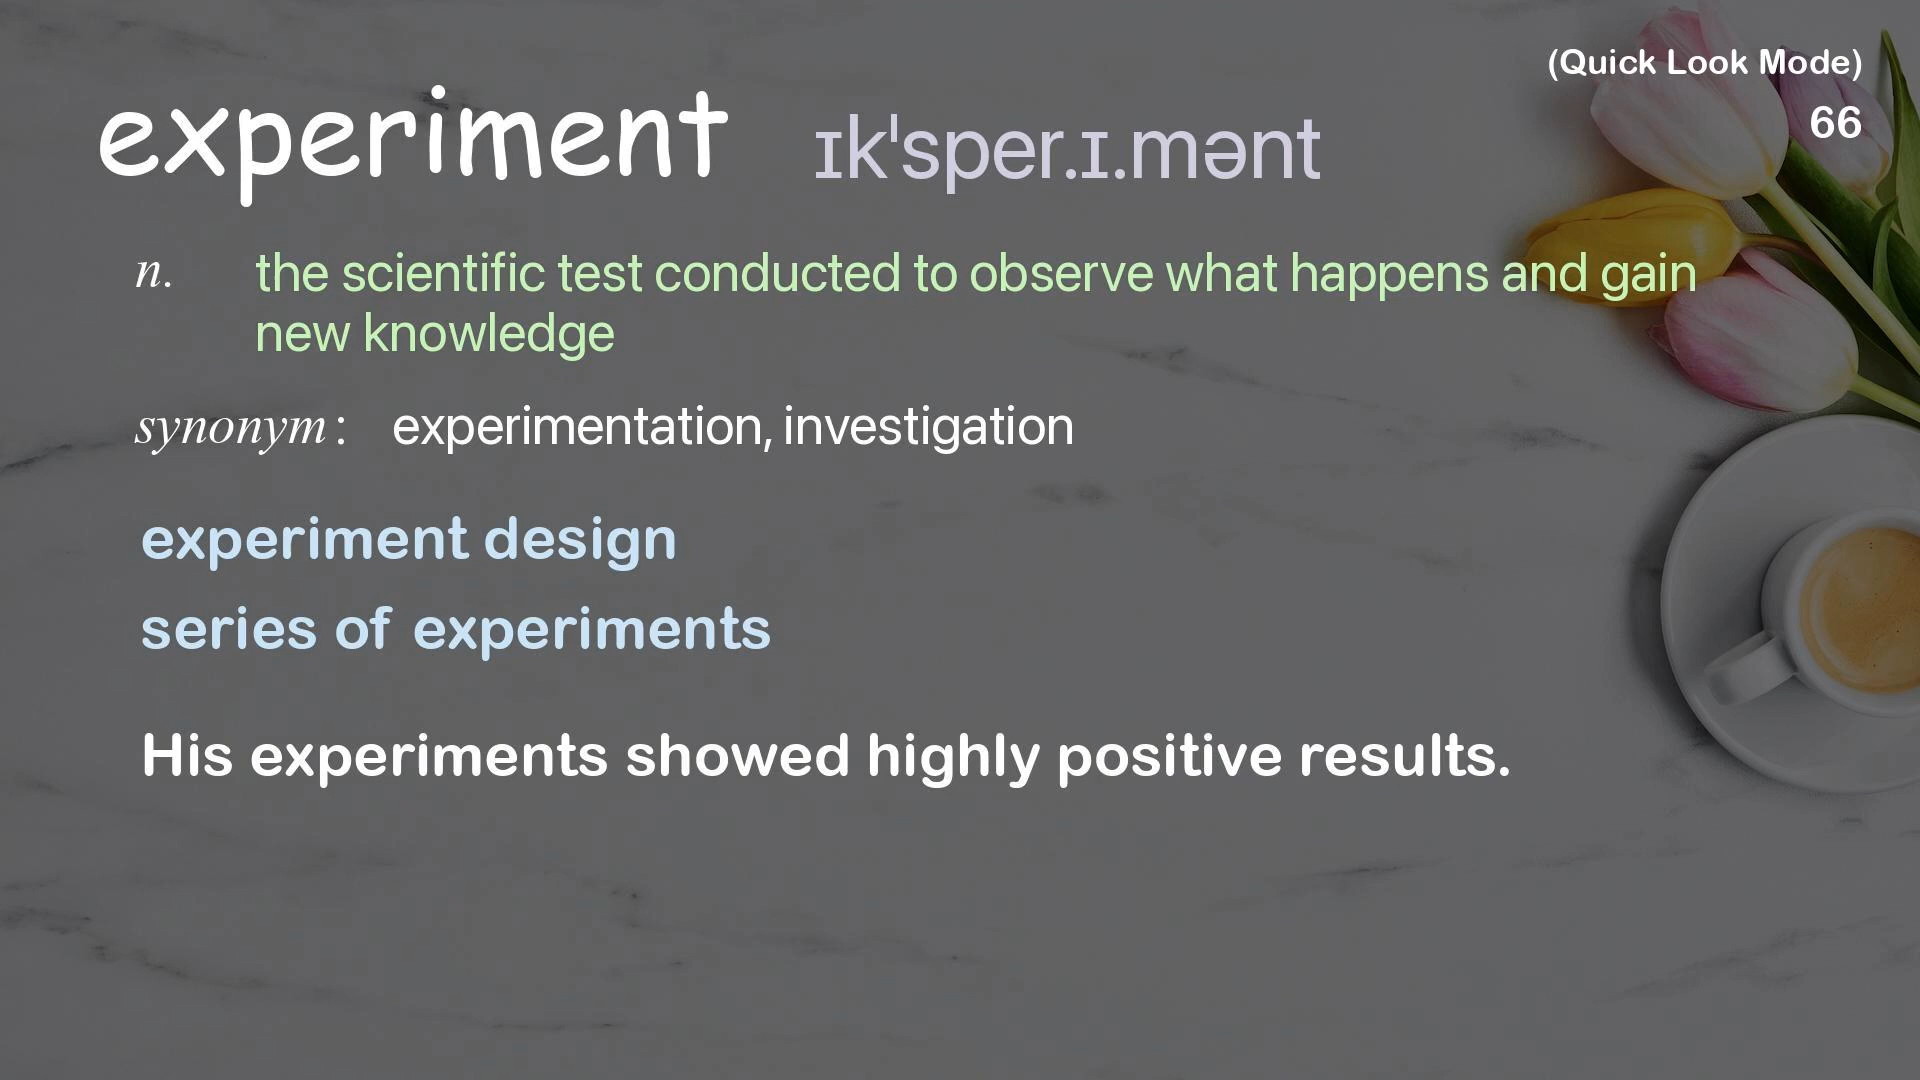 (Quick Look Mode)
experiment ɪkˈsper.ɪ.mənt
66
n. the scientific test conducted to observe what happens and gain
new knowledge
synonym: experimentation, investigation
experiment design
series of experiments
His experiments showed highly positive results.